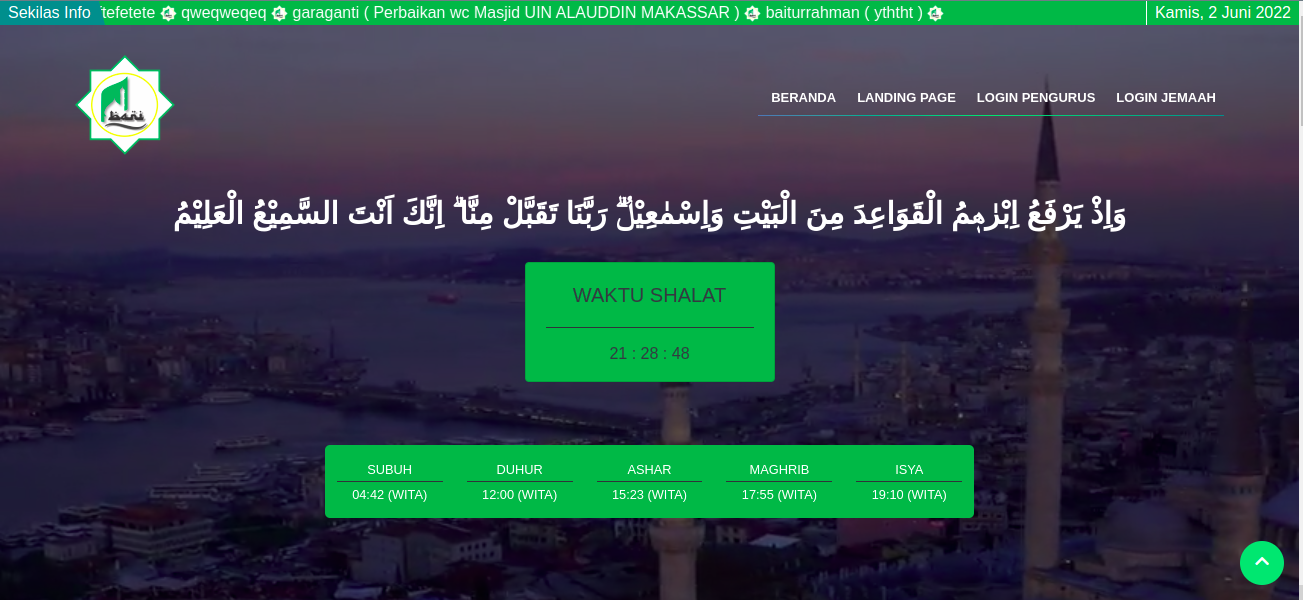 Sekilas Info tefetete qweqweqeq garaganti ( Perbaikan wc Masjid UIN ALAUDDIN MAKASSAR ) baiturrahman ( yththt ) Kamis, 2 Juni 2022
BERANDA LANDING PAGE LOGIN PENGURUS LOGIN JEMAAH
وَاِذْ يَرْفَعُ اِبْرٰهٖمُ الْقَوَاعِدَ مِنَ الْبَيْتِ وَاِسْمٰعِيْلُۗ رَبَّنَا تَقَبَّلْ مِنَّا ۗ اِنَّكَ اَنْتَ السَّمِيْعُ الْعَلِيْمُ
WAKTU SHALAT
21 : 28 : 48
SUBUH DUHUR ASHAR MAGHRIB ISYA
04:42 (WITA) 12:00 (WITA) 15:23 (WITA) 17:55 (WITA) 19:10 (WITA)